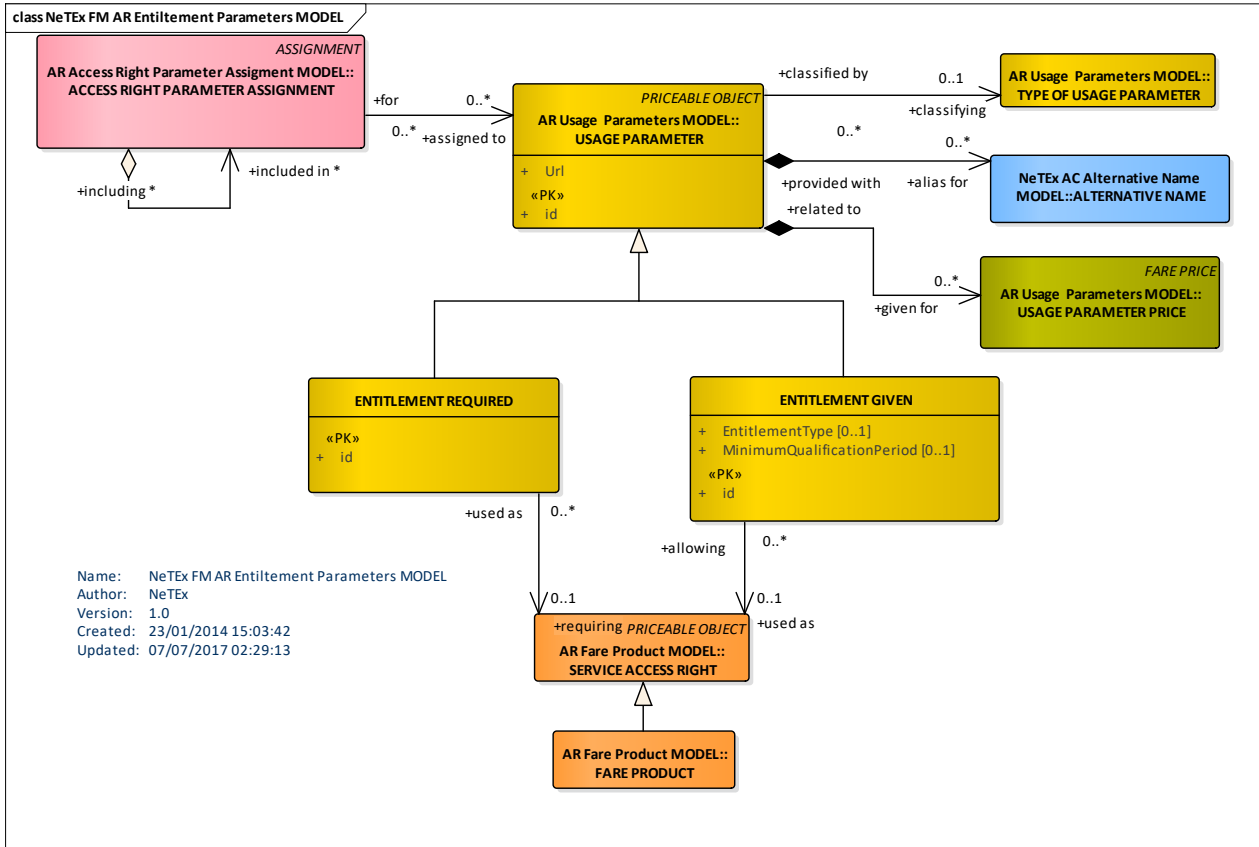 class NeTEx FM AR Entiltement Parameters MODEL
ASSIGNMENT
AR Access Right Parameter Assigment MODEL::
ACCESS RIGHT PARAMETER ASSIGNMENT
+for
0..*
0..*
+assigned to
+including *
+included in *
PRICEABLE OBJECT
AR Usage Parameters MODEL::
USAGE PARAMETER
+ Url
«PK»
+ id
+classified by
0..1
+classifying
AR Usage Parameters MODEL::
TYPE OF USAGE PARAMETER
0..*
0..*
+provided with
+alias for
NeTEx AC Alternative Name
MODEL::ALTERNATIVE NAME
+related to
0..*
+given for
FARE PRICE
AR Usage Parameters MODEL::
USAGE PARAMETER PRICE
ENTITLEMENT REQUIRED
«PK»
+ id
ENTITLEMENT GIVEN
+ EntitlementType [0..1]
+ MinimumQualificationPeriod [0..1]
«PK»
+ id
+used as
0..*
+allowing
0..*
Name: NeTEx FM AR Entiltement Parameters MODEL
Author: NeTEx
Version: 1.0
Created: 23/01/2014 15:03:42
Updated: 07/07/2017 02:29:13
0..1
0..1
+requiring
+used as
PRICEABLE OBJECT
AR Fare Product MODEL::
SERVICE ACCESS RIGHT
AR Fare Product MODEL::
FARE PRODUCT